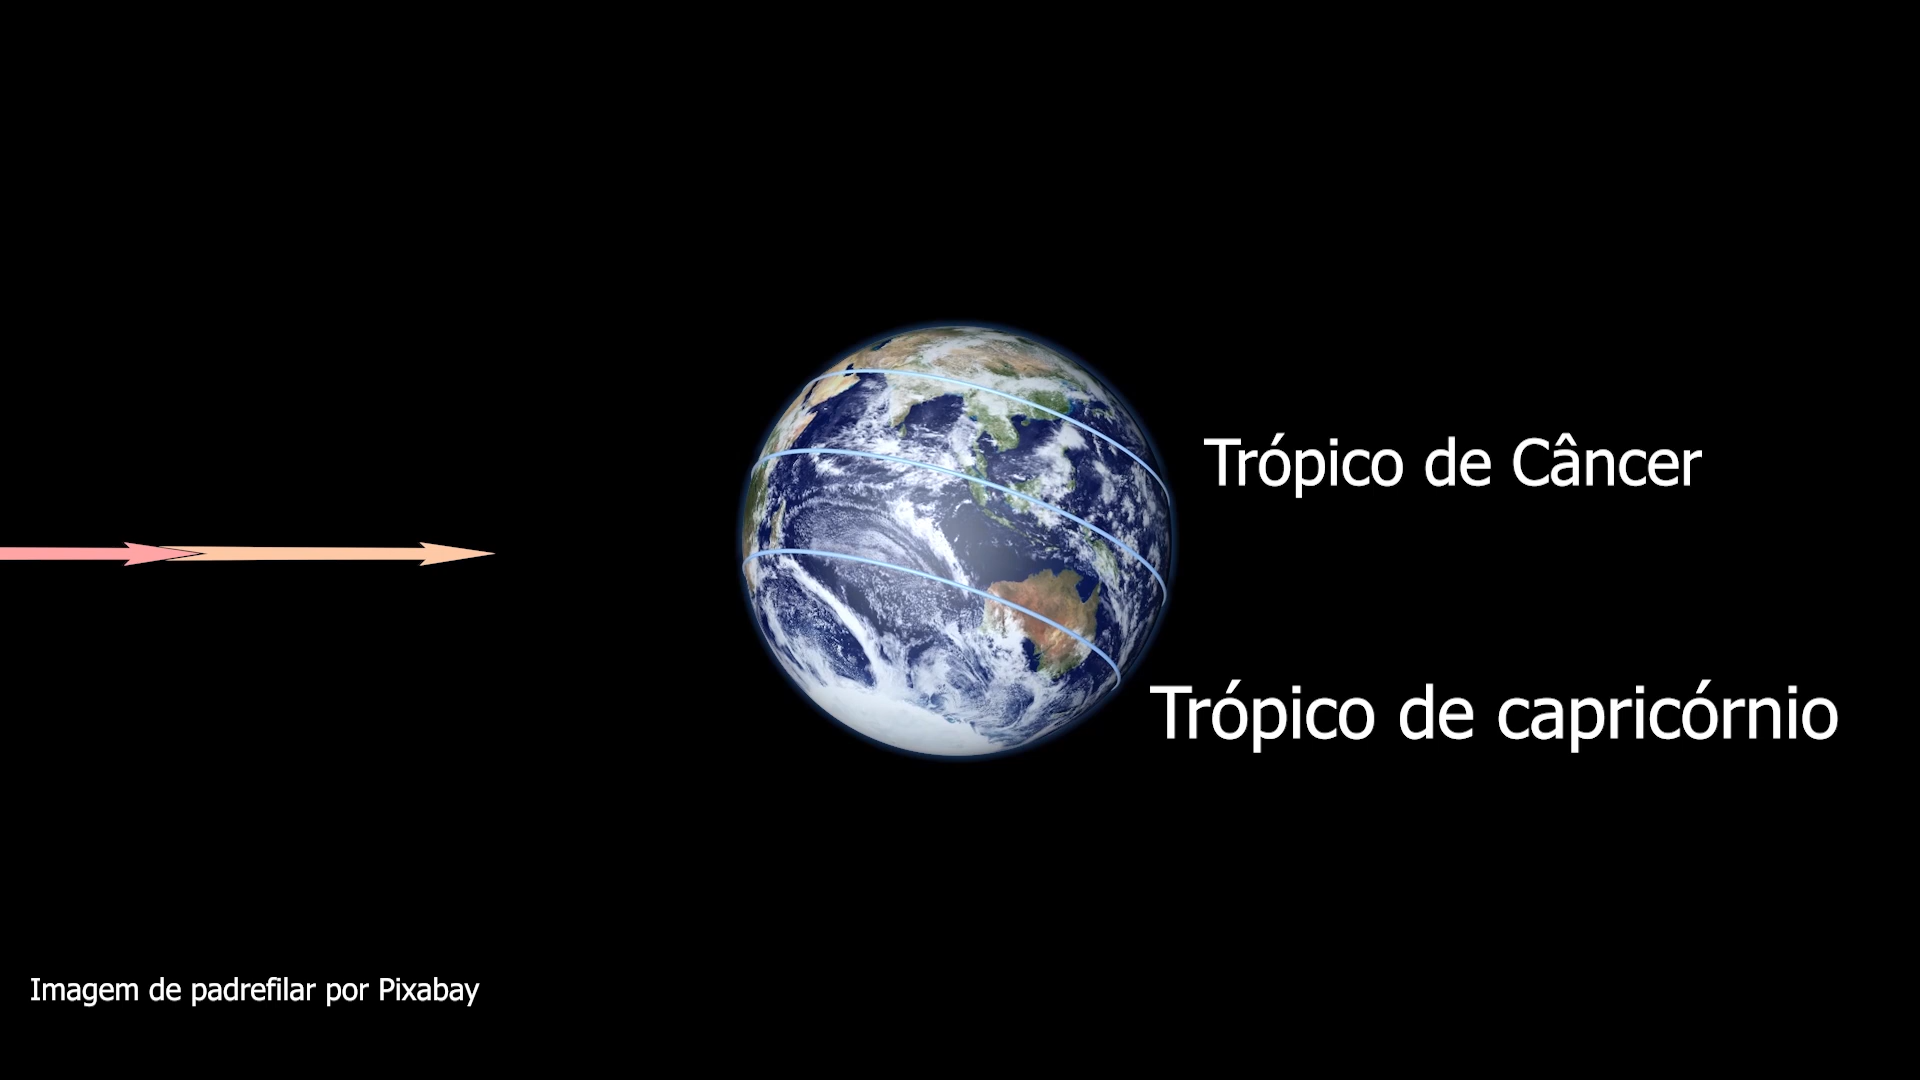 Trópico de Câncer
Trópico de capricórnio
Imagem de padrefilar por Pixabay